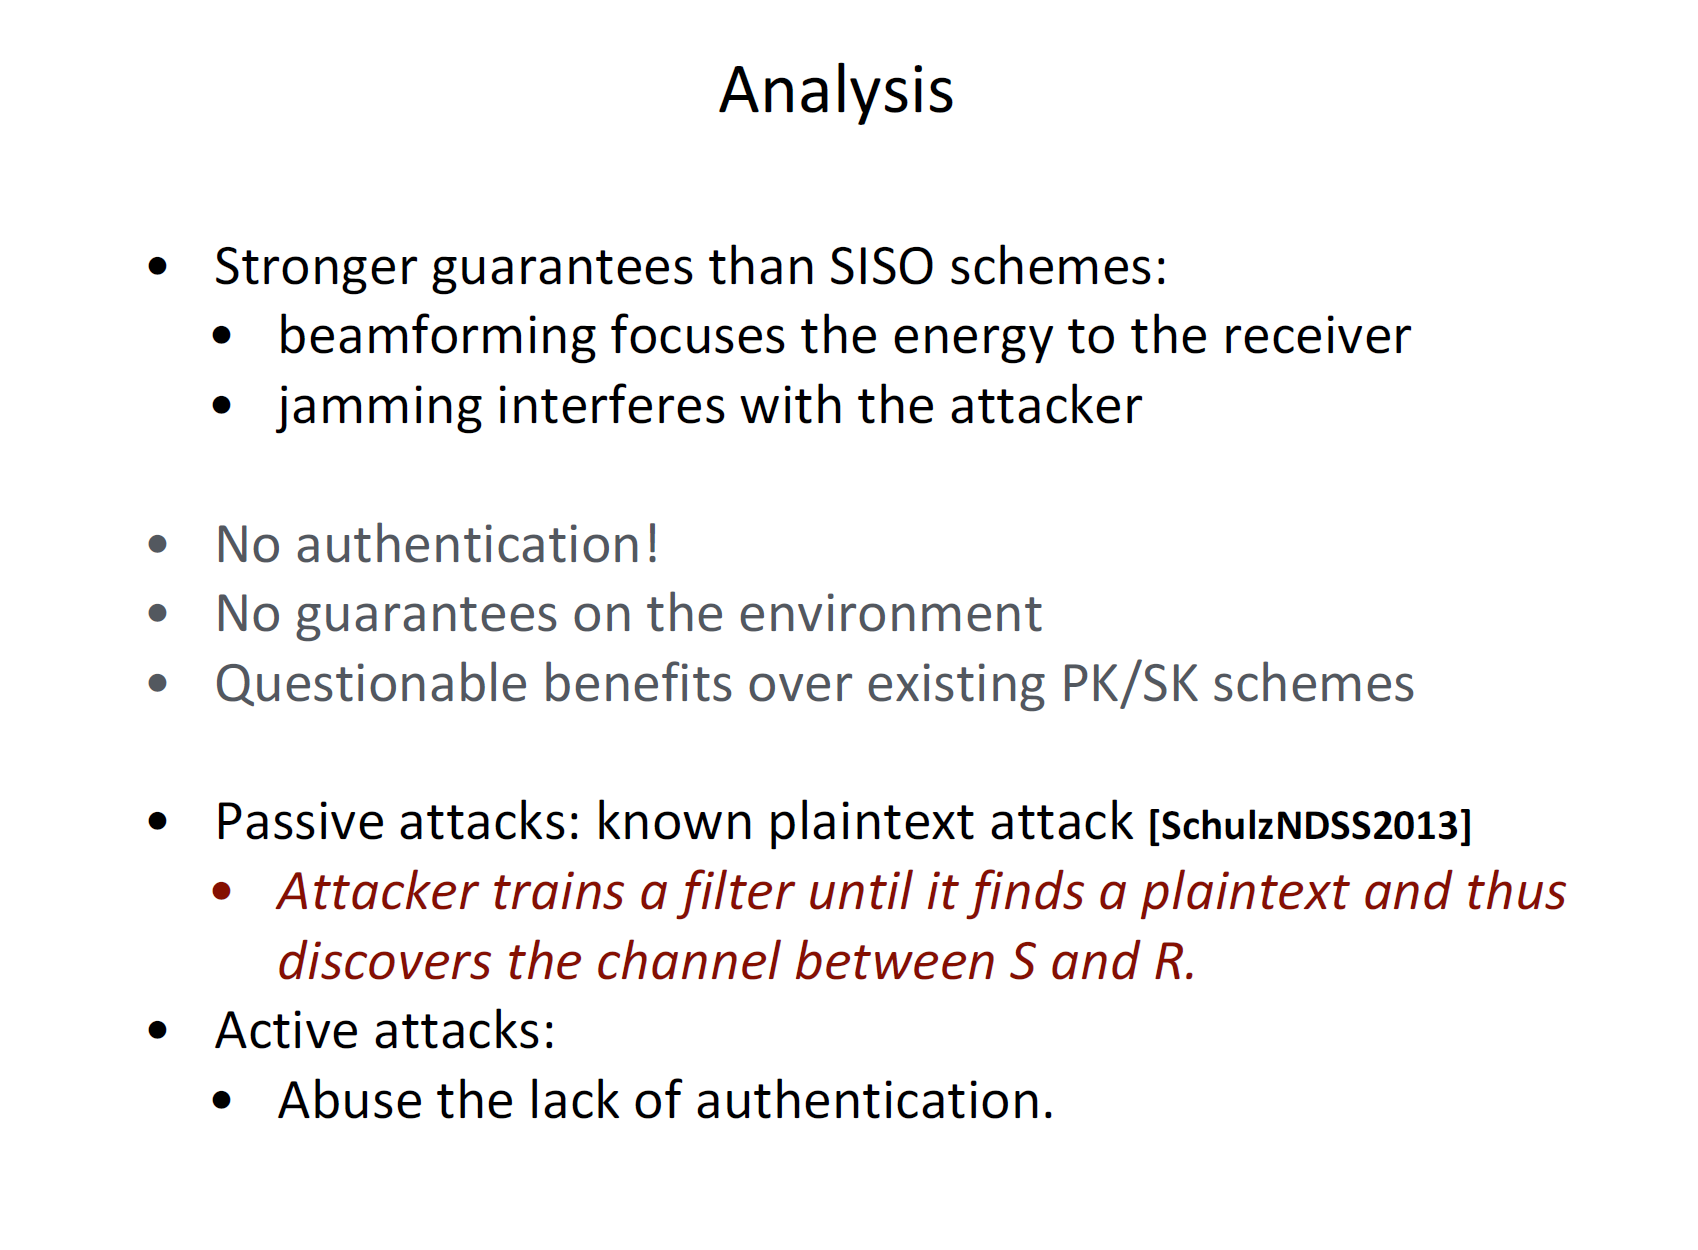 Analysis
• Stronger guarantees than SISO schemes:
• beamforming focuses the energy to the receiver
• jamming interferes with the attacker
• No authentication!
• No guarantees on the environment
• Questionable benefits over existing PK/SK schemes
• Passive attacks: known plaintext attack [SchulzNDSS2013]
• Attacker trains a filter until it finds a plaintext and thus
discovers the channel between S and R.
• Active attacks:
• Abuse the lack of authentication.